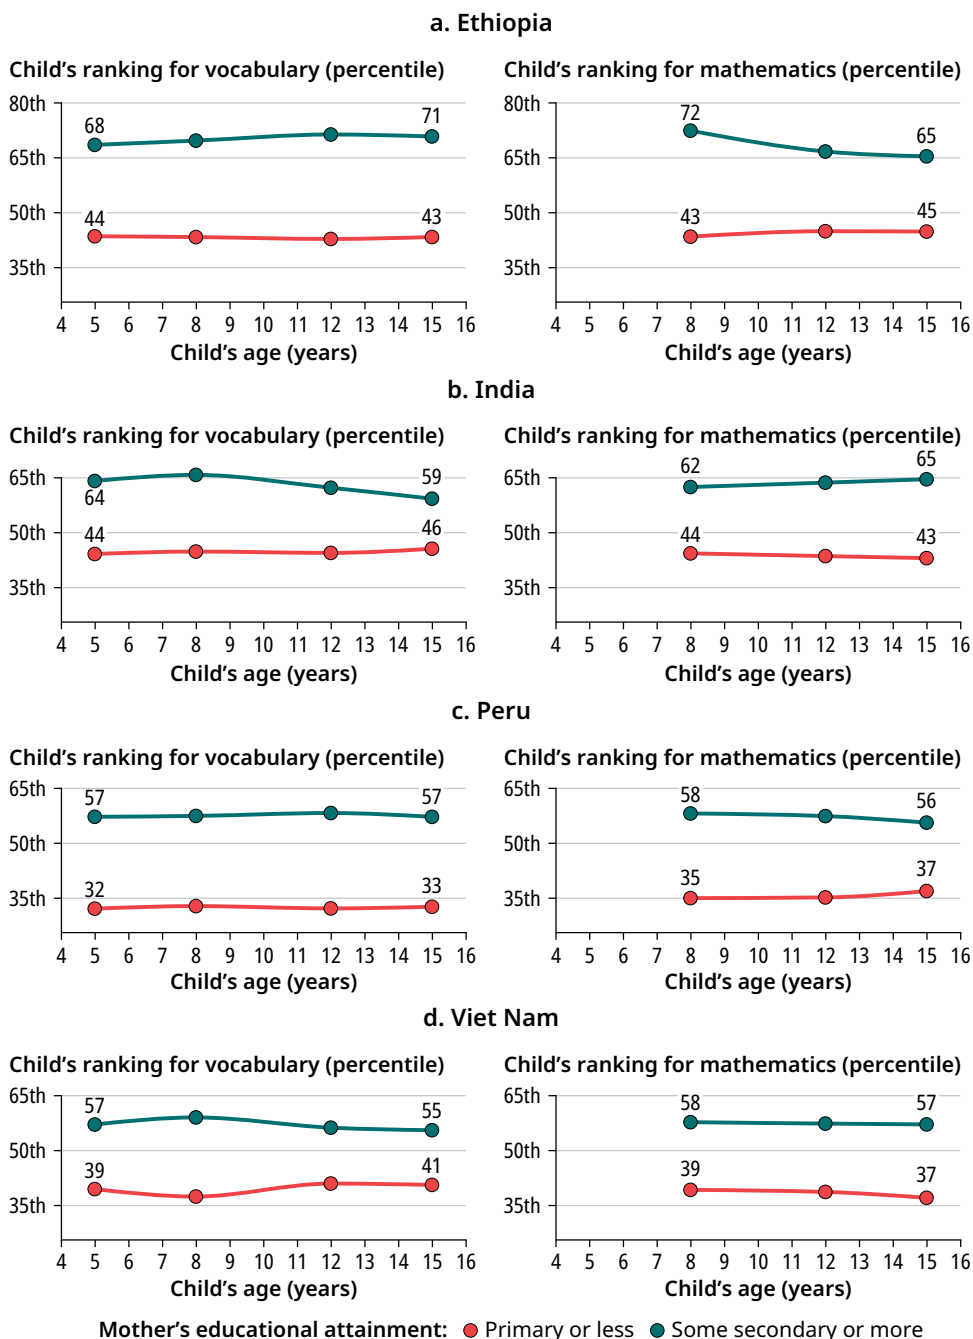 a. Ethiopia
Child’s ranking for vocabulary (percentile)
80th
65th
50th
35th
68
71
44
43
4 5 6 7 8 9 10 11 12 13 14 15 16
Child’s age (years)
Child’s ranking for mathematics (percentile)
80th
65th
50th
35th
72
65
43
45
4 5 6 7 8 9 10 11 12 13 14 15 16
Child’s age (years)
b. India
Child’s ranking for vocabulary (percentile)
65th
50th
35th
64
59
44
46
4 5 6 7 8 9 10 11 12 13 14 15 16
Child’s age (years)
Child’s ranking for mathematics (percentile)
65th
50th
35th
62
65
44
43
4 5 6 7 8 9 10 11 12 13 14 15 16
Child’s age (years)
c. Peru
Child’s ranking for vocabulary (percentile)
65th
50th
35th
57
57
32
33
4 5 6 7 8 9 10 11 12 13 14 15 16
Child’s age (years)
Child’s ranking for mathematics (percentile)
65th
50th
35th
58
56
35
37
4 5 6 7 8 9 10 11 12 13 14 15 16
Child’s age (years)
d. Viet Nam
Child’s ranking for vocabulary (percentile)
65th
50th
35th
57
55
39
41
4 5 6 7 8 9 10 11 12 13 14 15 16
Child’s age (years)
Child’s ranking for mathematics (percentile)
65th
50th
35th
58
57
39
37
4 5 6 7 8 9 10 11 12 13 14 15 16
Child’s age (years)
Mother’s educational attainment: Primary or less Some secondary or more